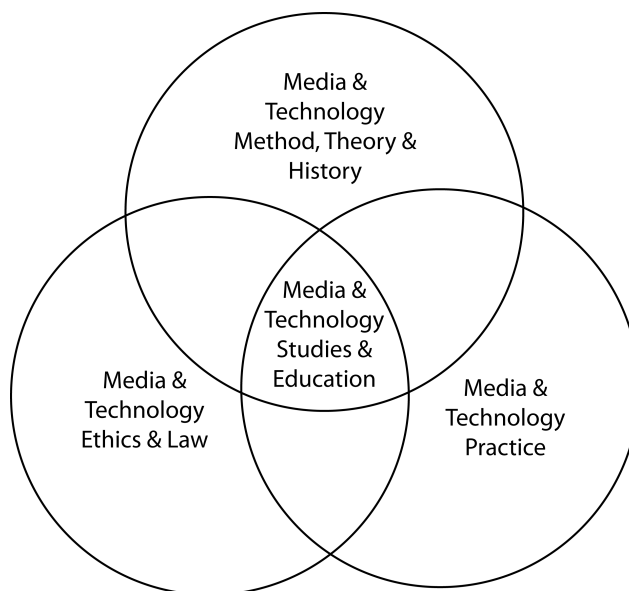 Media &
Technology
Method, Theory &
History
Media &
Technology
Studies &
Education
Media &
Technology
Ethics & Law
Media &
Technology
Practice